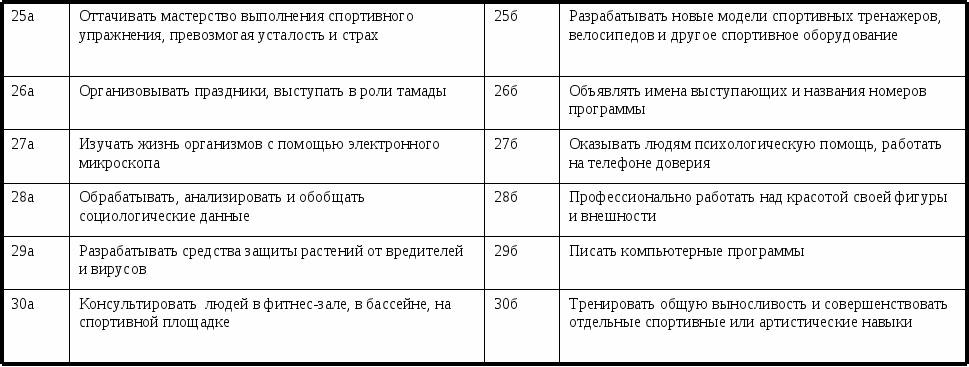 25а Оттачивать мастерство выполнения спортивного
упражнения, превозмогая усталость и страх
25б Разрабатывать новые модели спортивных тренажеров,
велосипедов и другое спортивное оборудование
26а Организовывать праздники, выступать в роли тамады
26б Объявлять имена выступающих и названия номеров
программы
27а Изучать жизнь организмов с помощью электронного
микроскопа
27б Оказывать людям психологическую помощь, работать
на телефоне доверия
28а Обрабатывать, анализировать и обобщать
социологические данные
28б Профессионально работать над красотой своей фигуры
и внешности
29а Разрабатывать средства защиты растений от вредителей
и вирусов
29б Писать компьютерные программы
30а Консультировать людей в фитнес-зале, в бассейне, на
спортивной площадке
30б Тренировать общую выносливость и совершенствовать
отдельные спортивные или артистические навыки